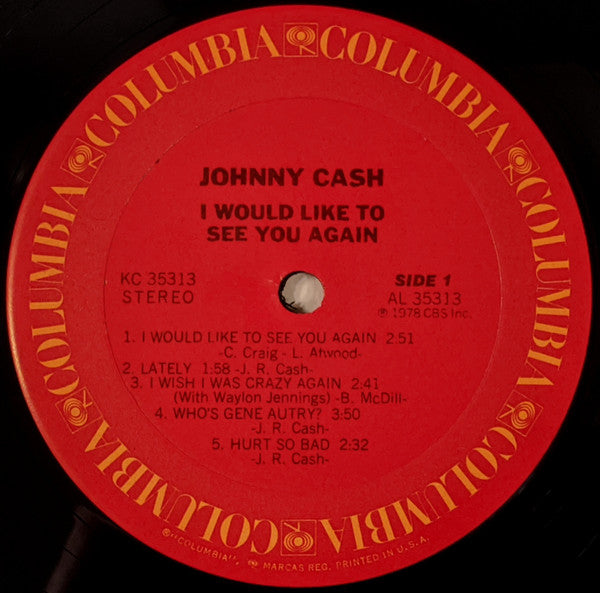 COLUMBIA COLUMBIA COLUMBIA COLUMBIA COLUMBIA COLUMBIA COLUMBIA
JOHNNY CASH
I WOULD LIKE TO
SEE YOU AGAIN
KC 35313
STEREO
SIDE 1
AL 35313
℗ 1978 CBS Inc.
1. I WOULD LIKE TO SEE YOU AGAIN 2:51
-C. Craig - L. Atwood-
2. LATELY 1:58 -J. R. Cash-
3. I WISH I WAS CRAZY AGAIN 2:41
(With Waylon Jennings) -B. McDill-
4. WHO'S GENE AUTRY? 3:50
-J. R. Cash-
5. HURT SO BAD 2:32
-J. R. Cash-
®"COLUMBIA", MARCAS REG. PRINTED IN U.S.A.